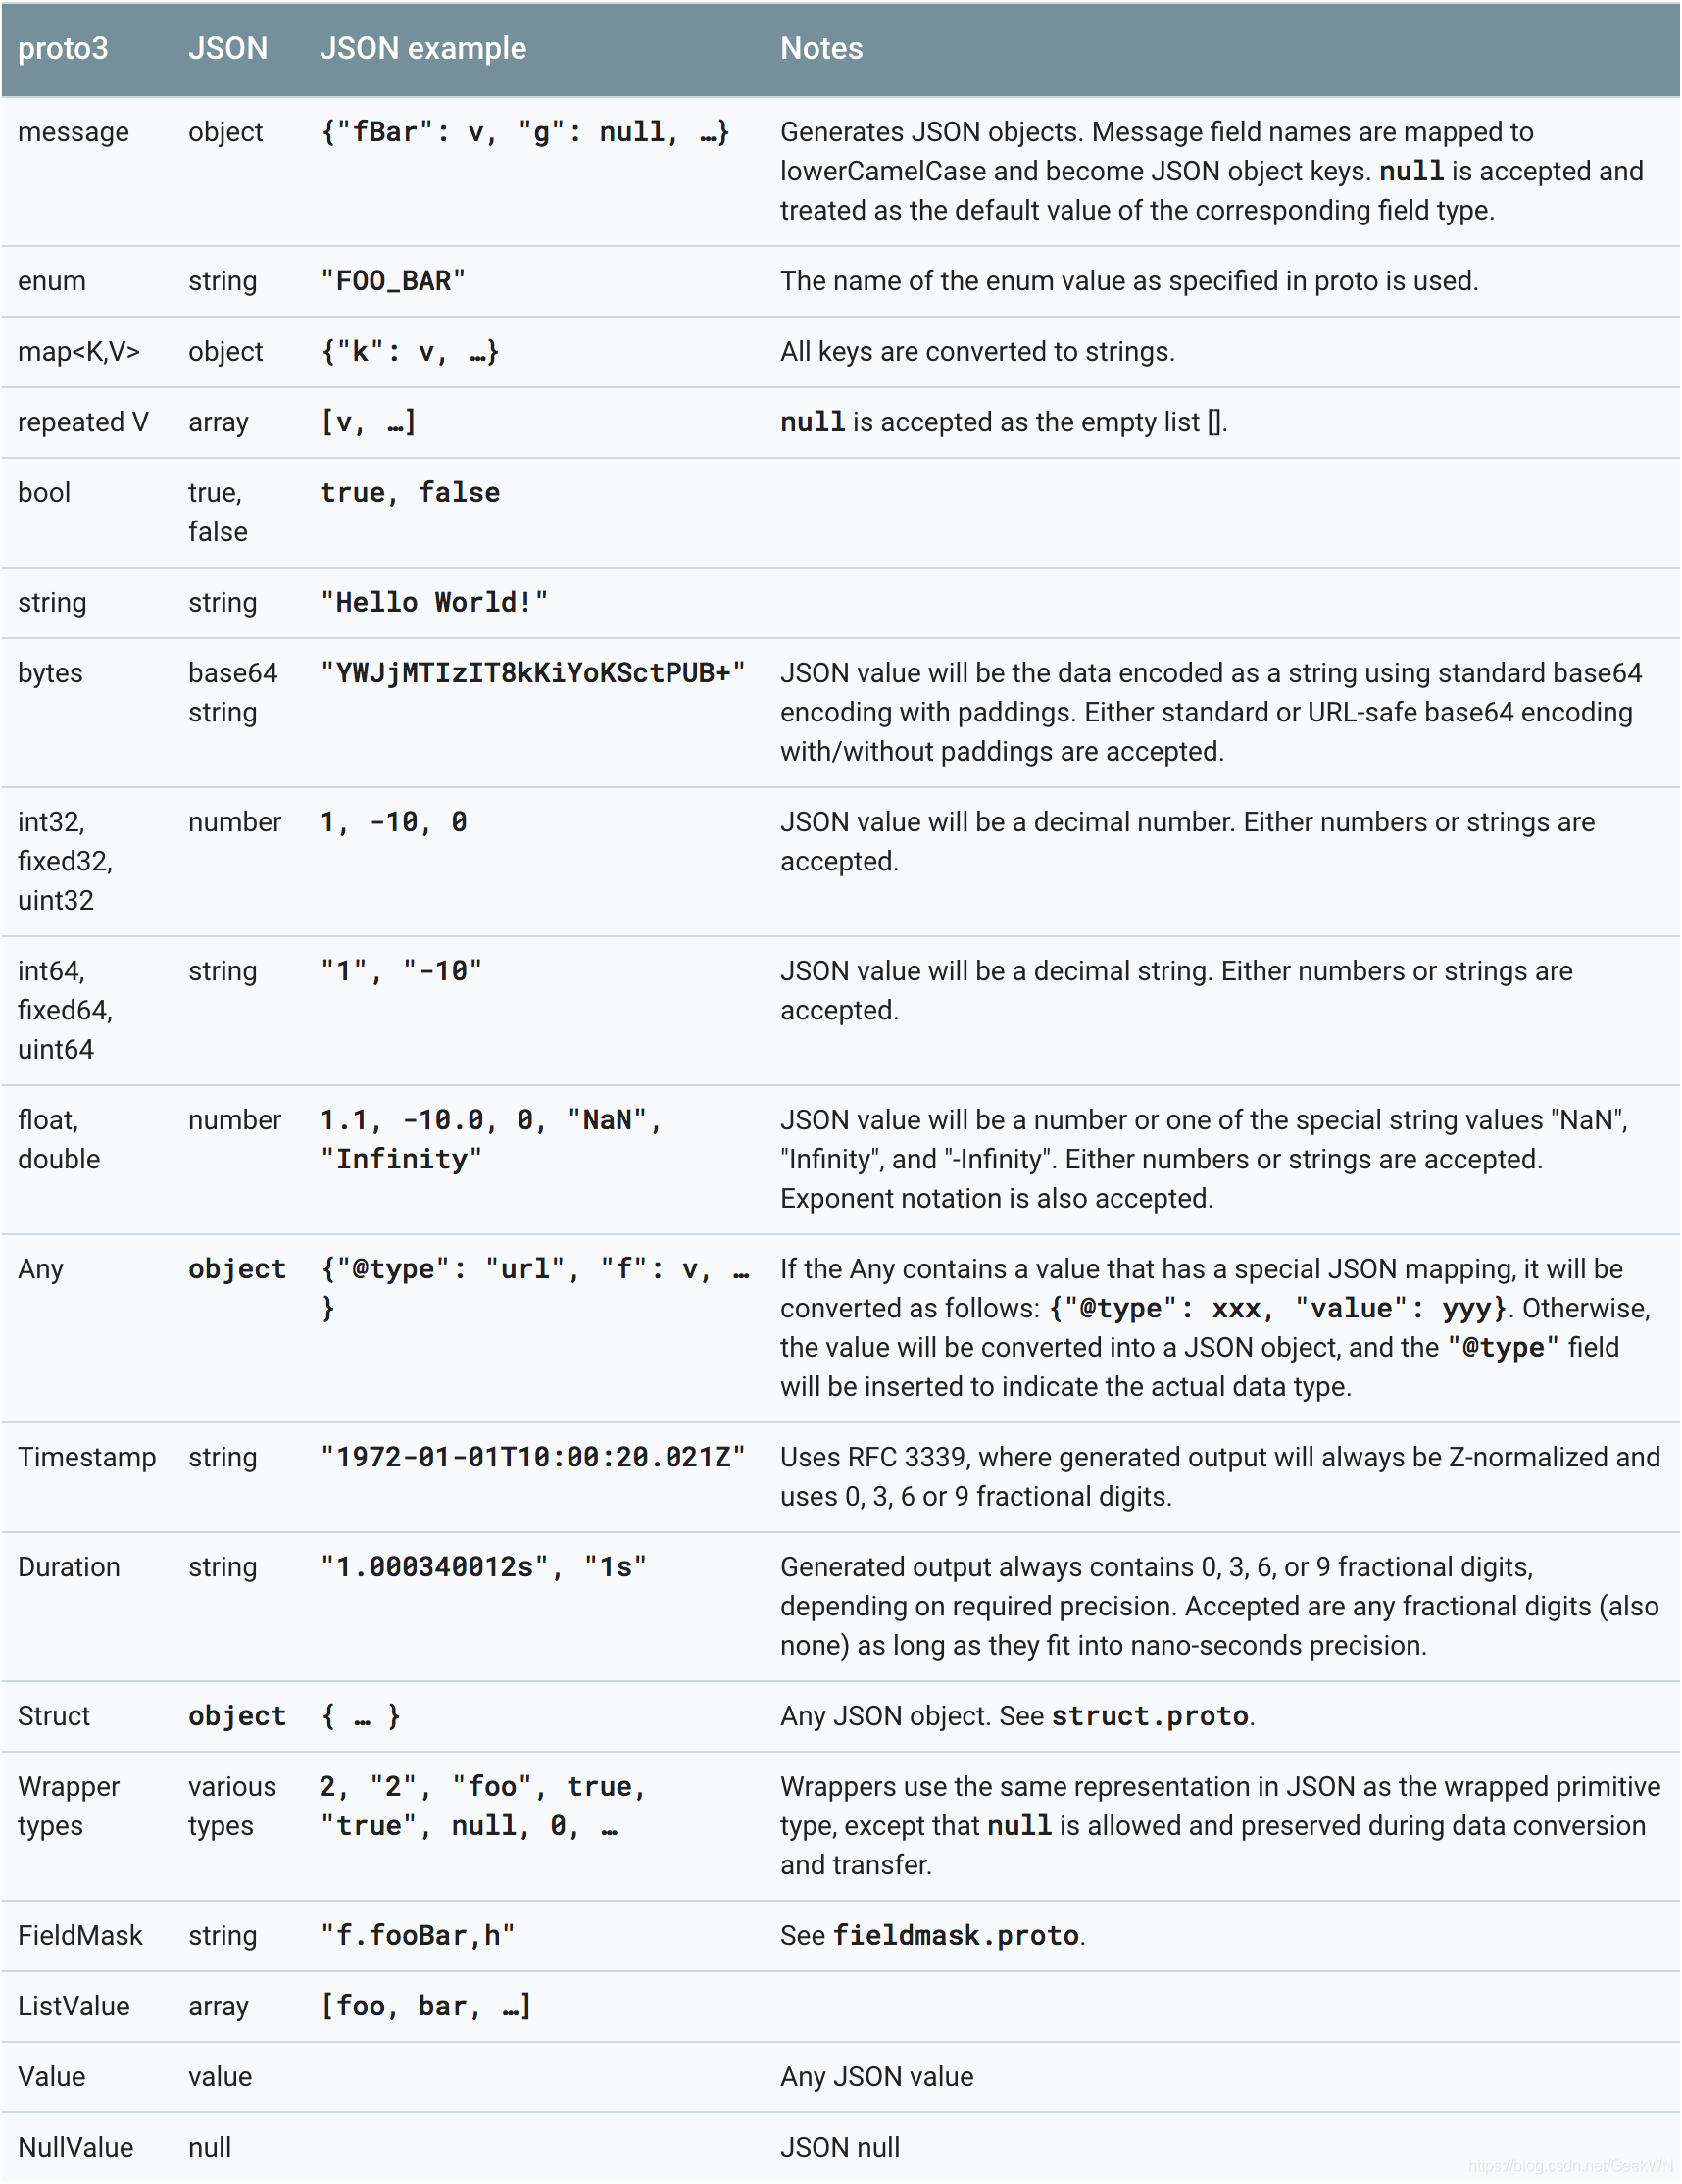 proto3 JSON JSON example Notes
message object {"fBar": v, "g": null, …} Generates JSON objects. Message field names are mapped to
lowerCamelCase and become JSON object keys. null is accepted and
treated as the default value of the corresponding field type.
enum string "FOO_BAR" The name of the enum value as specified in proto is used.
map<K,V> object {"k": v, …} All keys are converted to strings.
repeated V array [v, …] null is accepted as the empty list [].
bool true, true, false
false
string string "Hello World!"
bytes base64 "YWJjMTIzIT8kKiYoKSctPUB+" JSON value will be the data encoded as a string using standard base64
string encoding with paddings. Either standard or URL-safe base64 encoding
with/without paddings are accepted.
int32, number 1, -10, 0 JSON value will be a decimal number. Either numbers or strings are
fixed32, accepted.
uint32
int64, string "1", "-10" JSON value will be a decimal string. Either numbers or strings are
fixed64, accepted.
uint64
float, number 1.1, -10.0, 0, "NaN", JSON value will be a number or one of the special string values "NaN",
double "Infinity" "Infinity", and "-Infinity". Either numbers or strings are accepted.
Exponent notation is also accepted.
Any object {"@type": "url", "f": v, … If the Any contains a value that has a special JSON mapping, it will be
} converted as follows: {"@type": xxx, "value": yyy}. Otherwise,
the value will be converted into a JSON object, and the "@type" field
will be inserted to indicate the actual data type.
Timestamp string "1972-01-01T10:00:20.021Z" Uses RFC 3339, where generated output will always be Z-normalized and
uses 0, 3, 6 or 9 fractional digits.
Duration string "1.000340012s", "1s" Generated output always contains 0, 3, 6, or 9 fractional digits,
depending on required precision. Accepted are any fractional digits (also
none) as long as they fit into nano-seconds precision.
Struct object { … } Any JSON object. See struct.proto.
Wrapper various 2, "2", "foo", true, Wrappers use the same representation in JSON as the wrapped primitive
types types "true", null, 0, … type, except that null is allowed and preserved during data conversion
and transfer.
FieldMask string "f.fooBar,h" See fieldmask.proto.
ListValue array [foo, bar, …]
Value value Any JSON value
NullValue null JSON null
https://blog.csdn.net/GeekWN